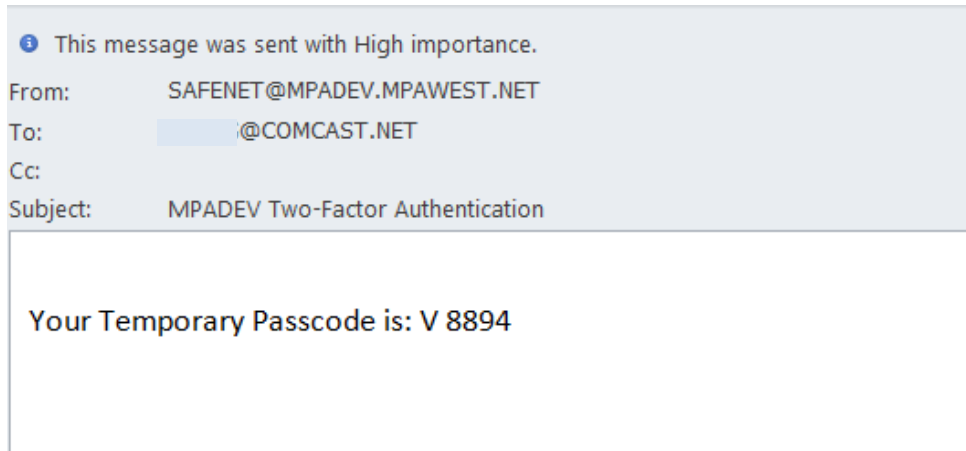 This message was sent with High importance.
From: SAFENET@MPADEV.MPAWEST.NET
To: @COMCAST.NET
Cc:
Subject: MPADEV Two-Factor Authentication
Your Temporary Passcode is: V 8894